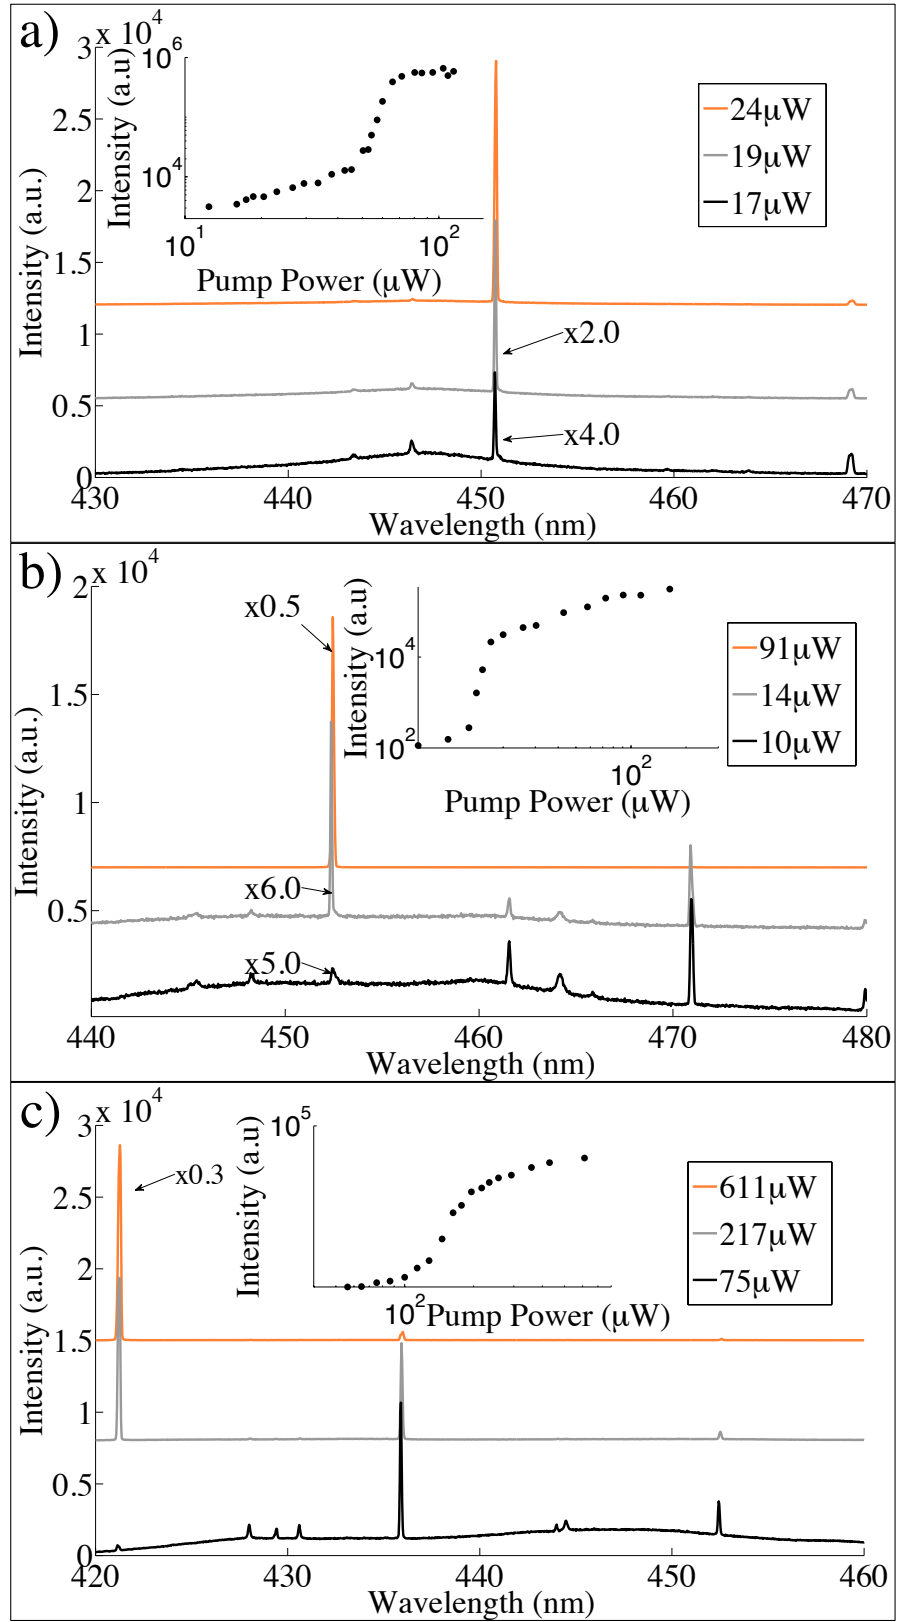 a)
x 10^4
3
2.5
2
1.5
1
0.5
0
Intensity (a.u.)
430
440
450
460
470
Wavelength (nm)
10^6
10^4
Intensity (a.u)
10^1
10^2
Pump Power (μW)
24μW
19μW
17μW
x2.0
x4.0
b)
x 10^4
2
1.5
1
0.5
Intensity (a.u.)
440
450
460
470
480
Wavelength (nm)
x0.5
x6.0
x5.0
10^4
10^2
Intensity (a.u)
10^2
Pump Power (μW)
91μW
14μW
10μW
c)
x 10^4
3
2.5
2
1.5
1
0.5
0
Intensity (a.u.)
420
430
440
450
460
Wavelength (nm)
x0.3
10^5
Intensity (a.u)
10^2
Pump Power (μW)
611μW
217μW
75μW